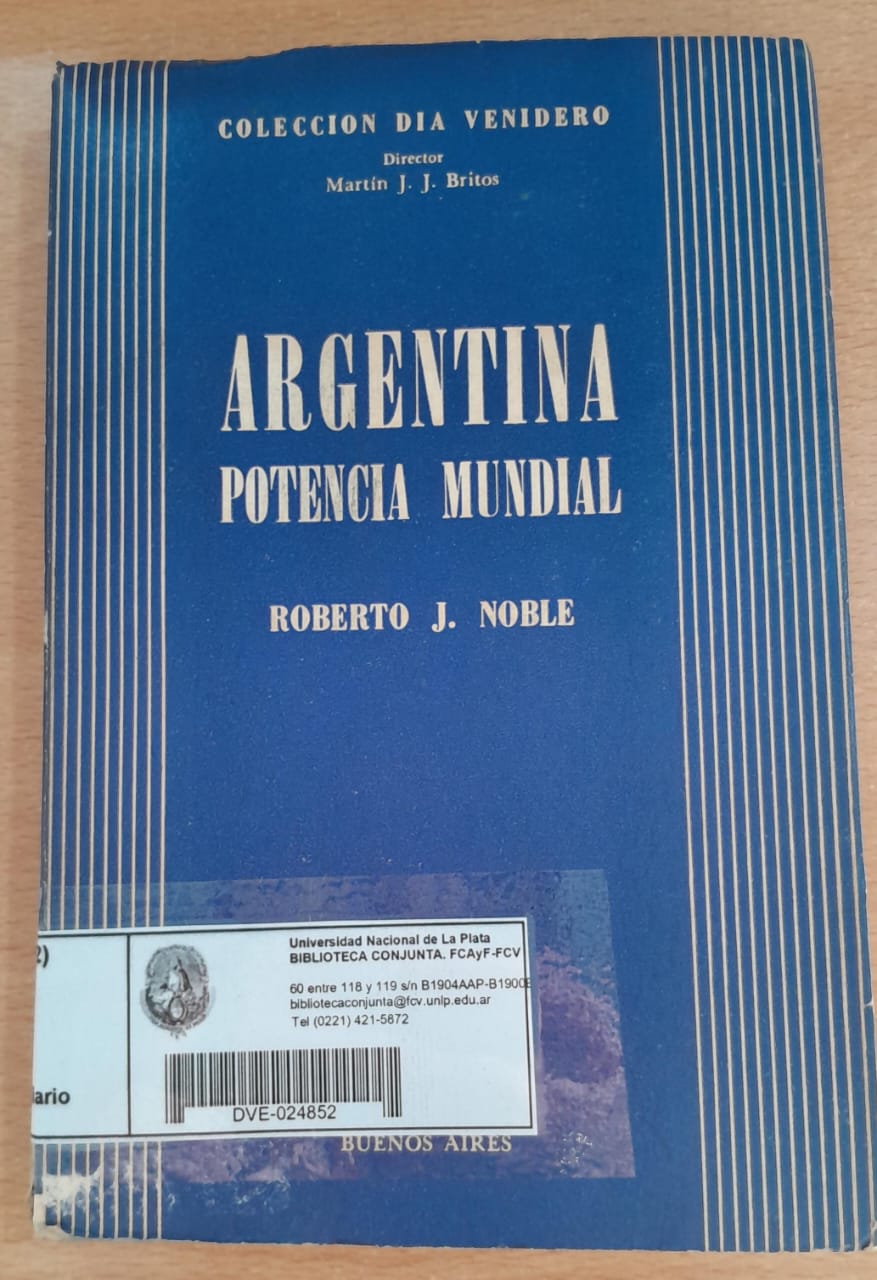 COLECCION DIA VENIDERO
Director
Martín J. J. Britos
ARGENTINA
POTENCIA MUNDIAL
ROBERTO J. NOBLE
2)
ario
Universidad Nacional de La Plata
BIBLIOTECA CONJUNTA. FCAyF-FCV
60 entre 118 y 119 s/n B1904AAP-B1900
bibliotecaconjunta@fcv.unlp.edu.ar
Tel (0221) 421-5872
DVE-024852
BUENOS AIRES